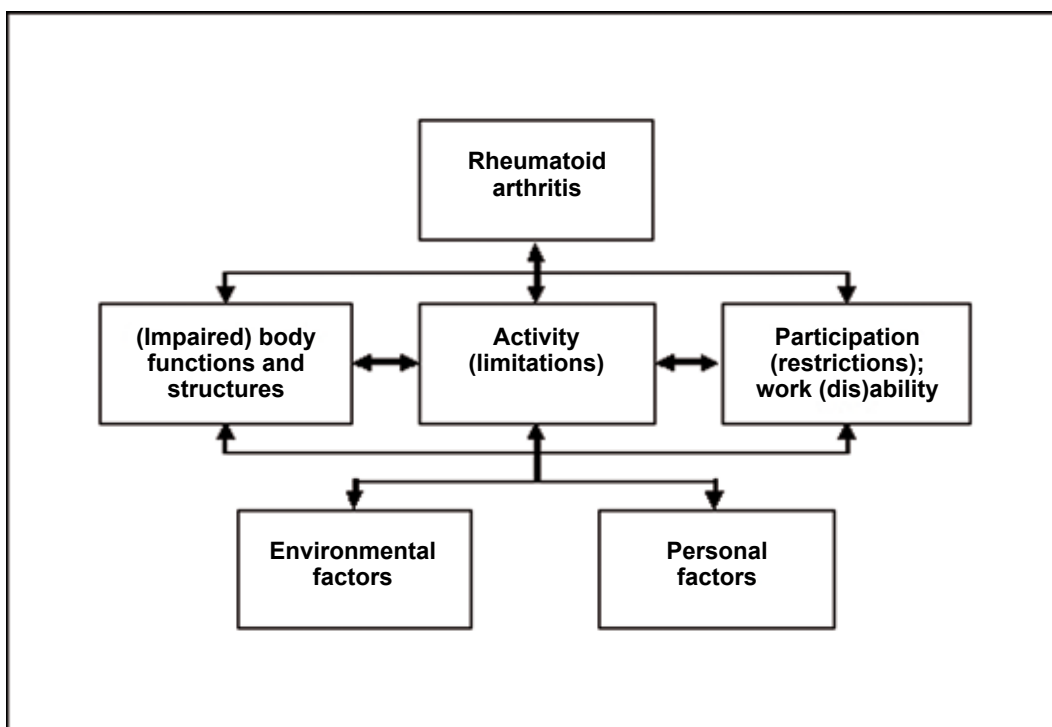 Rheumatoid
arthritis
(Impaired) body
functions and
structures
Activity
(limitations)
Participation
(restrictions);
work (dis)ability
Environmental
factors
Personal
factors